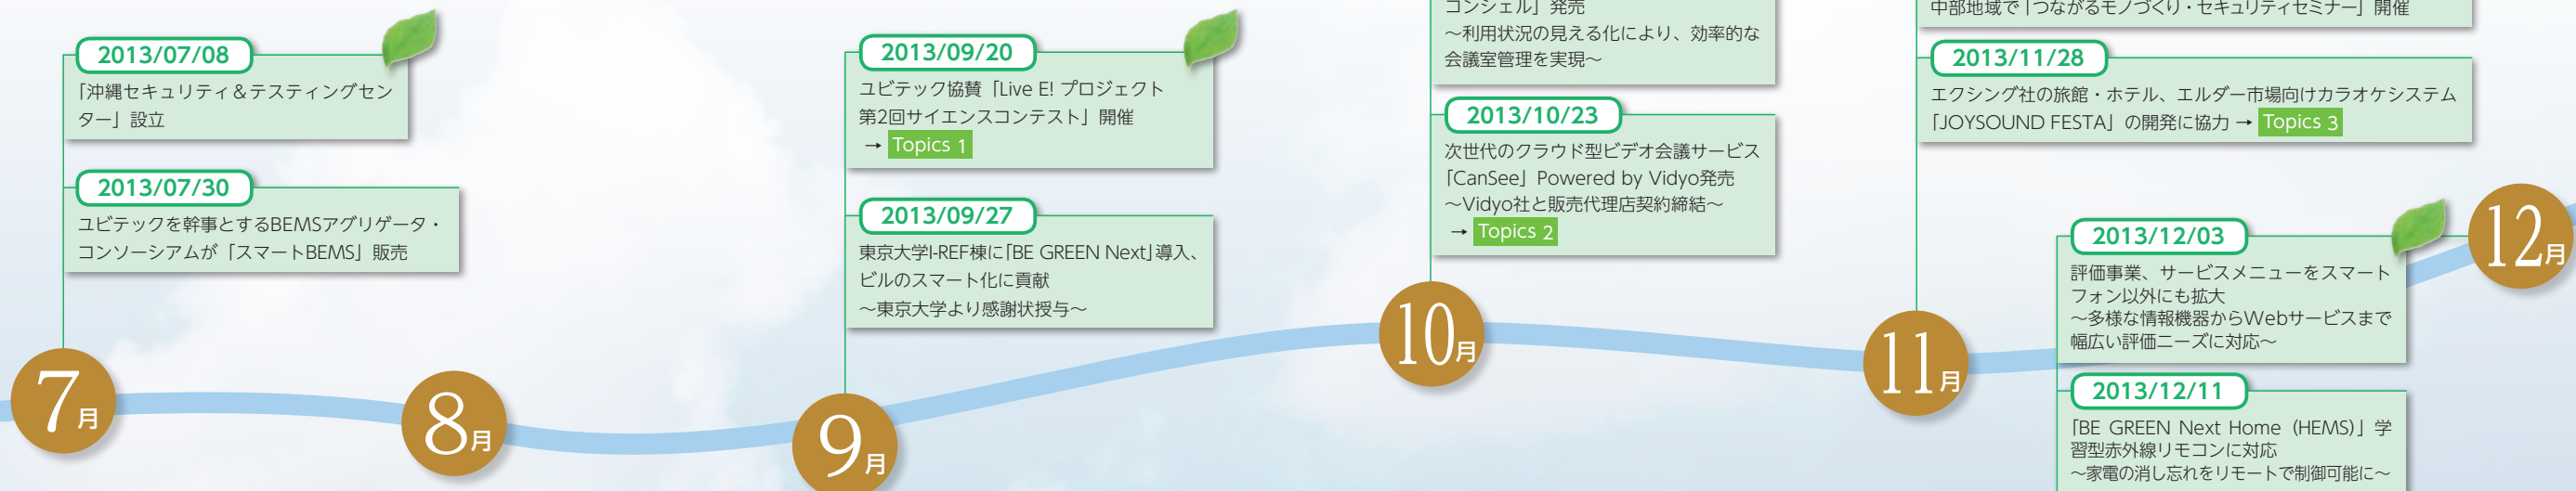 2013/07/08
「沖縄セキュリティ＆テスティングセン
ター」設立
2013/07/30
ユビテックを幹事とするBEMSアグリゲータ・
コンソーシアムが「スマートBEMS」販売
7月
8月
2013/09/20
ユビテック協賛「Live E! プロジェクト
第2回サイエンスコンテスト」開催
→ Topics 1
2013/09/27
東京大学I-REF棟に「BE GREEN Next」導入、
ビルのスマート化に貢献
〜東京大学より感謝状授与〜
9月
コンシェル」発売
〜利用状況の見える化により、効率的な
会議室管理を実現〜
2013/10/23
次世代のクラウド型ビデオ会議サービス
「CanSee」Powered by Vidyo発売
〜Vidyo社と販売代理店契約締結〜
→ Topics 2
10月
中部地域で「つながるモノづくり・セキュリティセミナー」開催
2013/11/28
エクシング社の旅館・ホテル、エルダー市場向けカラオケシステム
「JOYSOUND FESTA」の開発に協力 → Topics 3
11月
2013/12/03
評価事業、サービスメニューをスマート
フォン以外にも拡大
〜多様な情報機器からWebサービスまで
幅広い評価ニーズに対応〜
2013/12/11
「BE GREEN Next Home（HEMS）」学
習型赤外線リモコンに対応
〜家電の消し忘れをリモートで制御可能に〜
12月